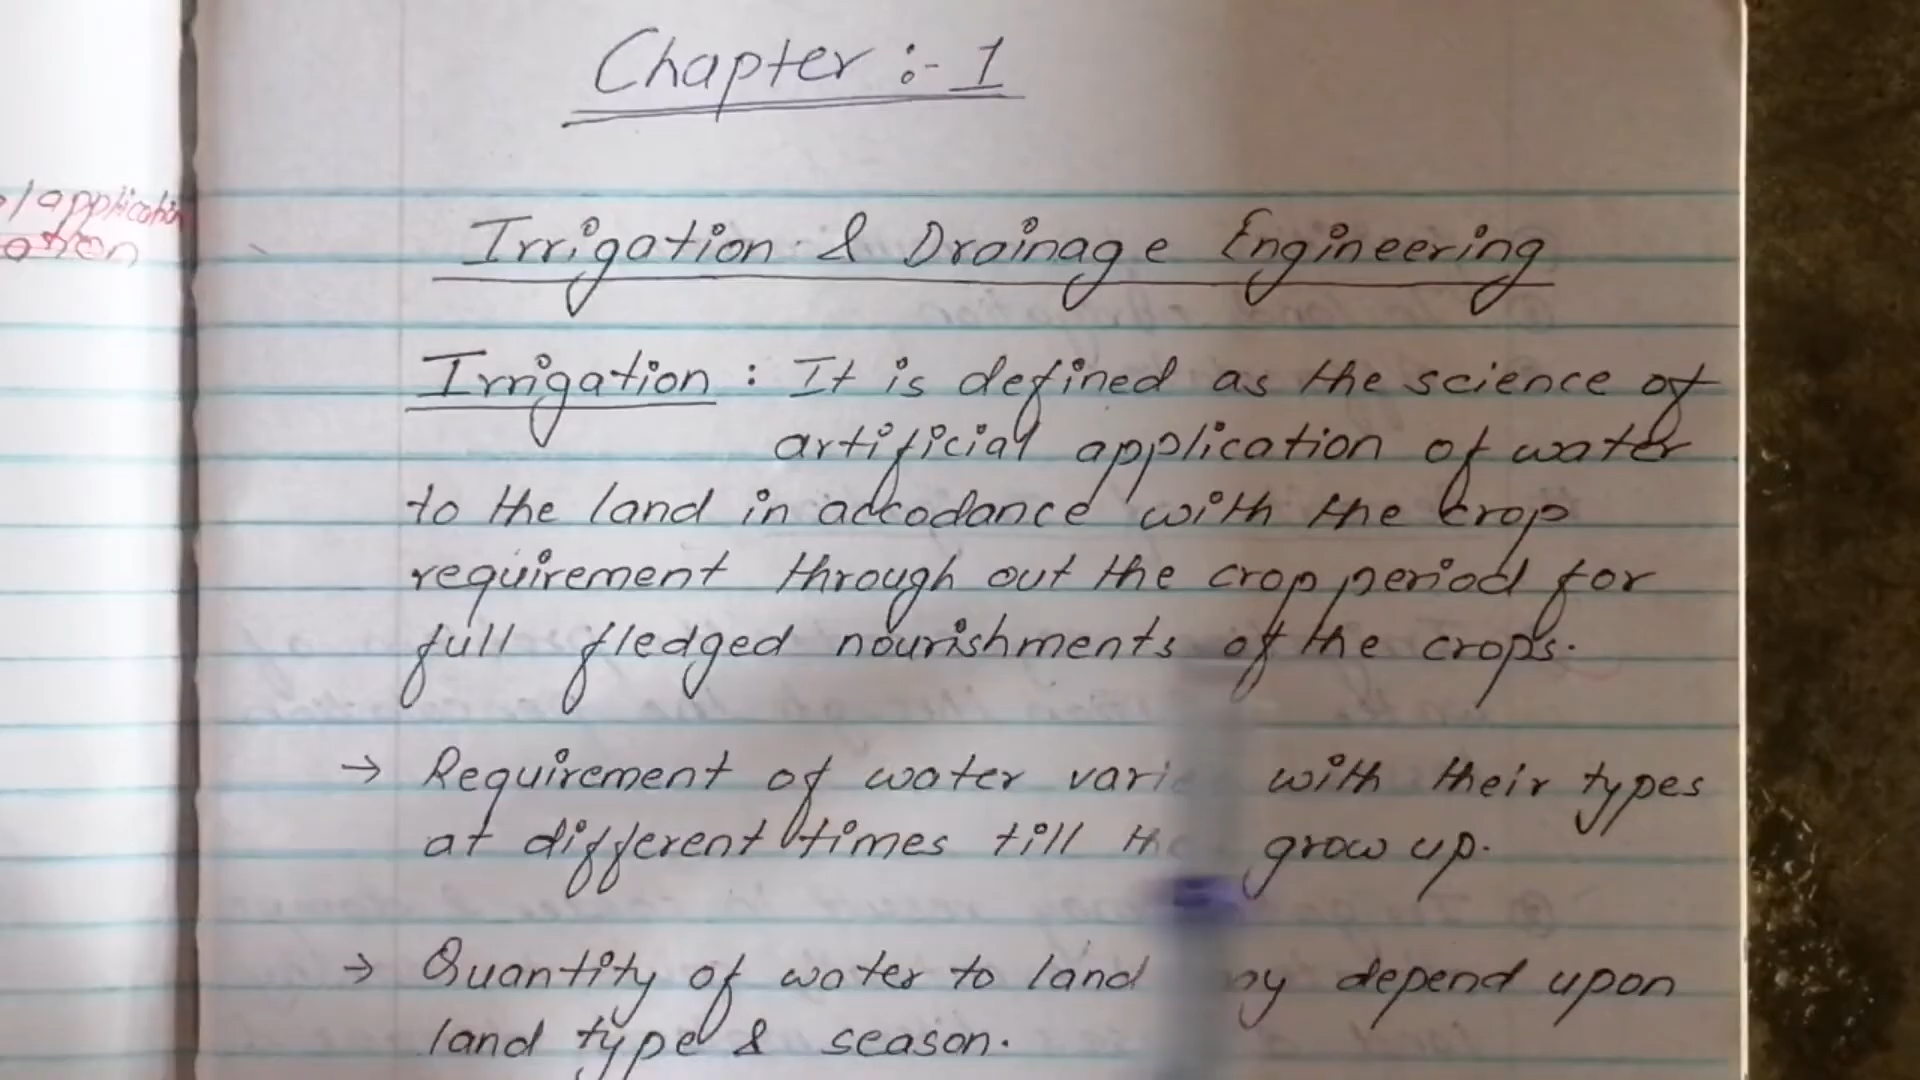 Chapter :- 1
application
Irrigation & Drainage Engineering
Irrigation : It is defined as the science of
artificial application of water
to the land in accodance with the crop
requirement through out the crop period for
full fledged nourishments of the crops.
→ Requirement of water with their types
at different times till grow up.
→ Quantity of water to land depend upon
land type & season.